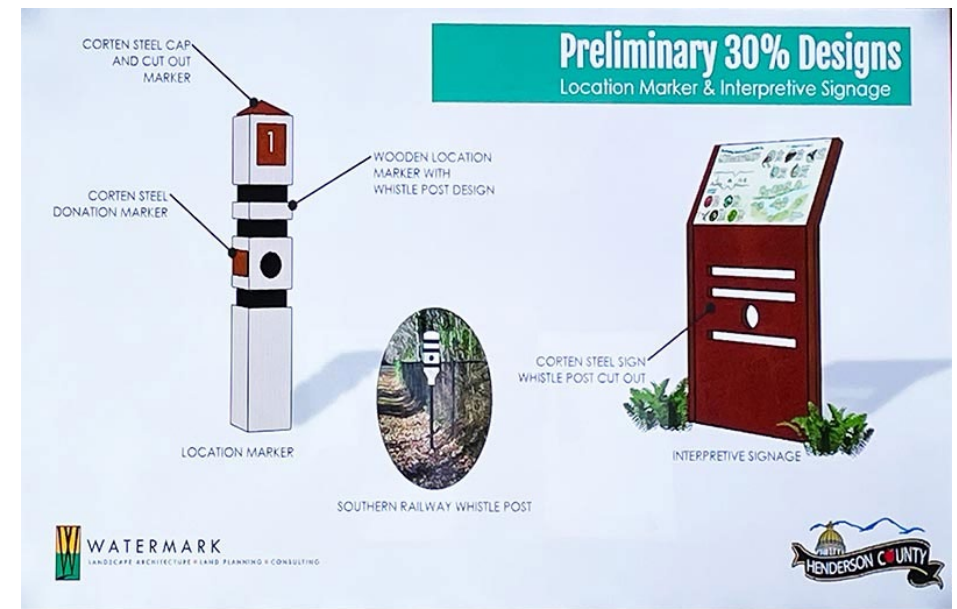 Preliminary 30% Designs
Location Marker & Interpretive Signage
CORTEN STEEL CAP
AND CUT OUT
MARKER
1
WOODEN LOCATION
MARKER WITH
WHISTLE POST DESIGN
CORTEN STEEL
DONATION MARKER
CORTEN STEEL SIGN
WHISTLE POST CUT OUT
LOCATION MARKER
INTERPRETIVE SIGNAGE
SOUTHERN RAILWAY WHISTLE POST
W
WATERMARK
LANDSCAPE ARCHITECTURE • LAND PLANNING • CONSULTING
HENDERSON COUNTY